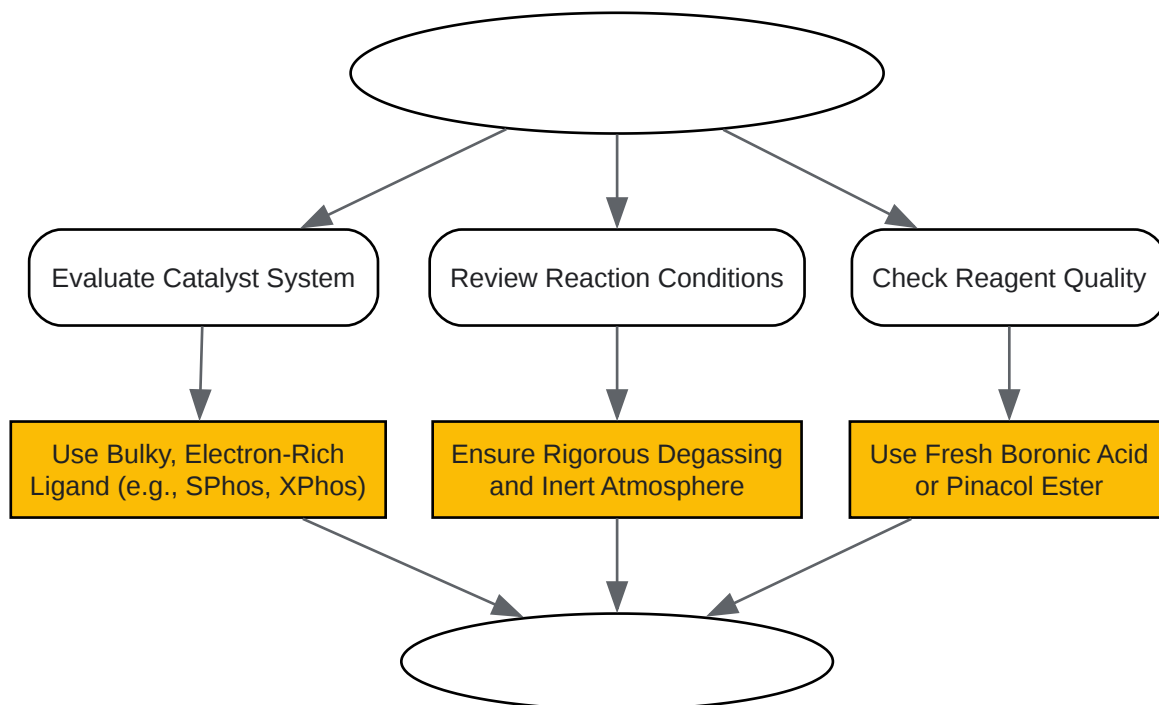 Evaluate Catalyst System
Review Reaction Conditions
Check Reagent Quality
Use Bulky, Electron-Rich
Ligand (e.g., SPhos, XPhos)
Ensure Rigorous Degassing
and Inert Atmosphere
Use Fresh Boronic Acid
or Pinacol Ester